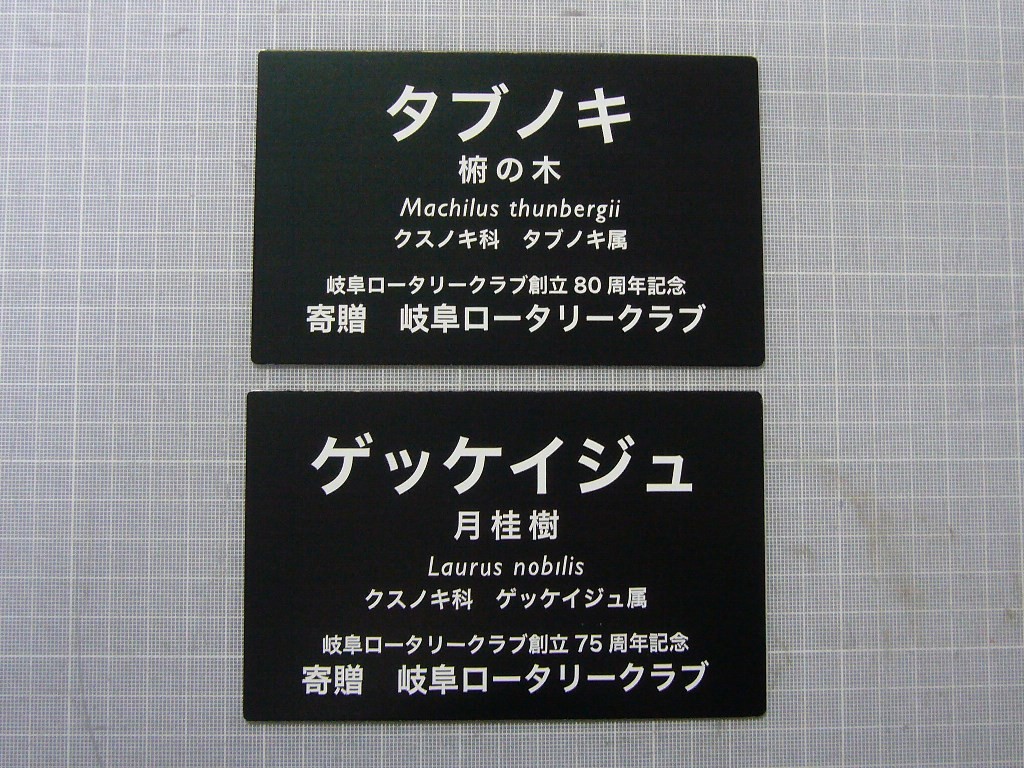 タブノキ
椨の木
Machilus thunbergii
クスノキ科　タブノキ属
岐阜ロータリークラブ創立80周年記念
寄贈　岐阜ロータリークラブ
ゲッケイジュ
月桂樹
Laurus nobilis
クスノキ科　ゲッケイジュ属
岐阜ロータリークラブ創立75周年記念
寄贈　岐阜ロータリークラブ